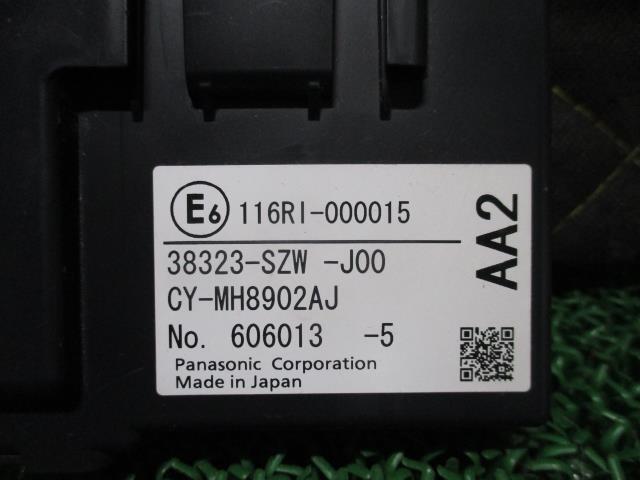 E6 116RI-000015
38323-SZW -J00
CY-MH8902AJ
No. 606013 -5
Panasonic Corporation
Made in Japan
AA2